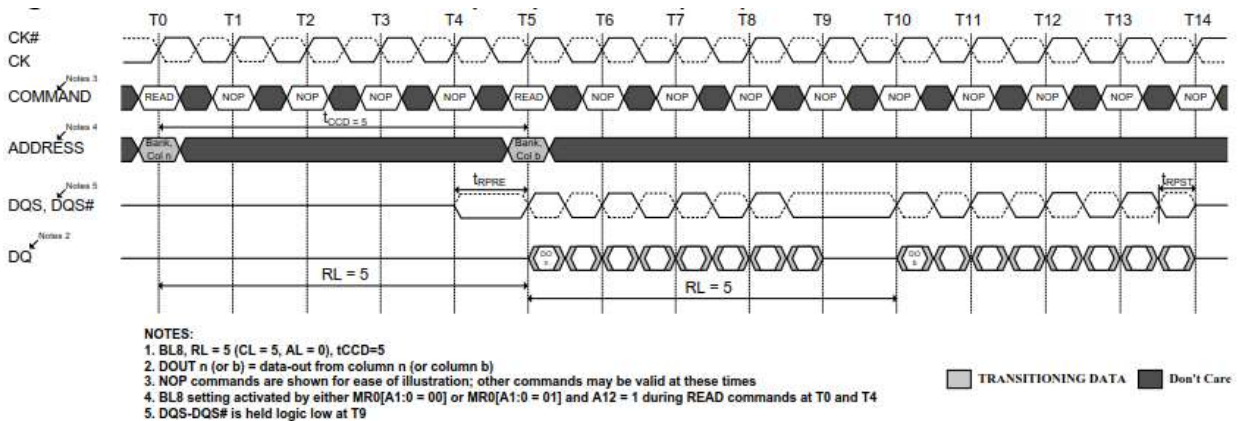 T0 T1 T2 T3 T4 T5 T6 T7 T8 T9 T10 T11 T12 T13 T14
CK#
CK
Notes 3
COMMAND READ NOP NOP NOP NOP READ NOP NOP NOP NOP NOP NOP NOP NOP NOP
tCCD = 5
Notes 4
ADDRESS Bank, Col n Bank, Col b
Notes 5
DQS, DQS# tRPRE tRPST
Notes 2
DQ DO n DO b
RL = 5 RL = 5
NOTES:
1. BL8, RL = 5 (CL = 5, AL = 0), tCCD=5
2. DOUT n (or b) = data-out from column n (or column b)
3. NOP commands are shown for ease of illustration; other commands may be valid at these times
4. BL8 setting activated by either MR0[A1:0 = 00] or MR0[A1:0 = 01] and A12 = 1 during READ commands at T0 and T4
5. DQS-DQS# is held logic low at T9
TRANSITIONING DATA Don't Care